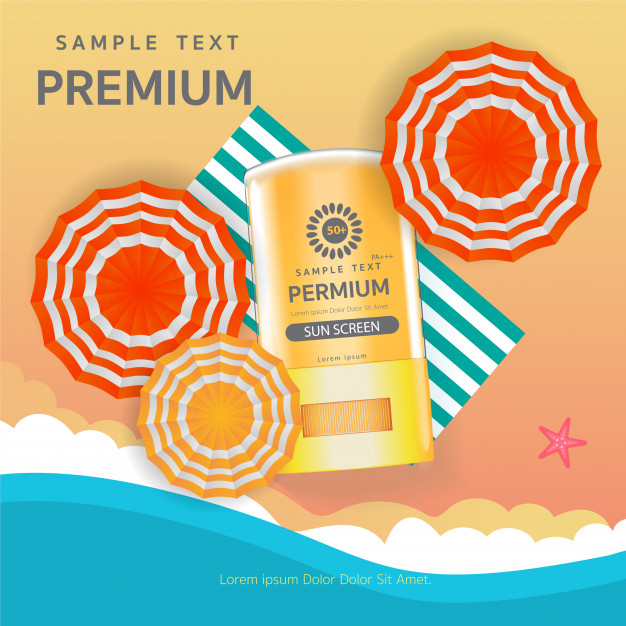 SAMPLE TEXT
PREMIUM
50+
PA+++
SAMPLE TEXT
PERMIUM
Lorem ipsum Dolor Dolor Sit Amet.
SUN SCREEN
Lorem ipsum
Lorem ipsum Dolor Dolor Sit Amet.